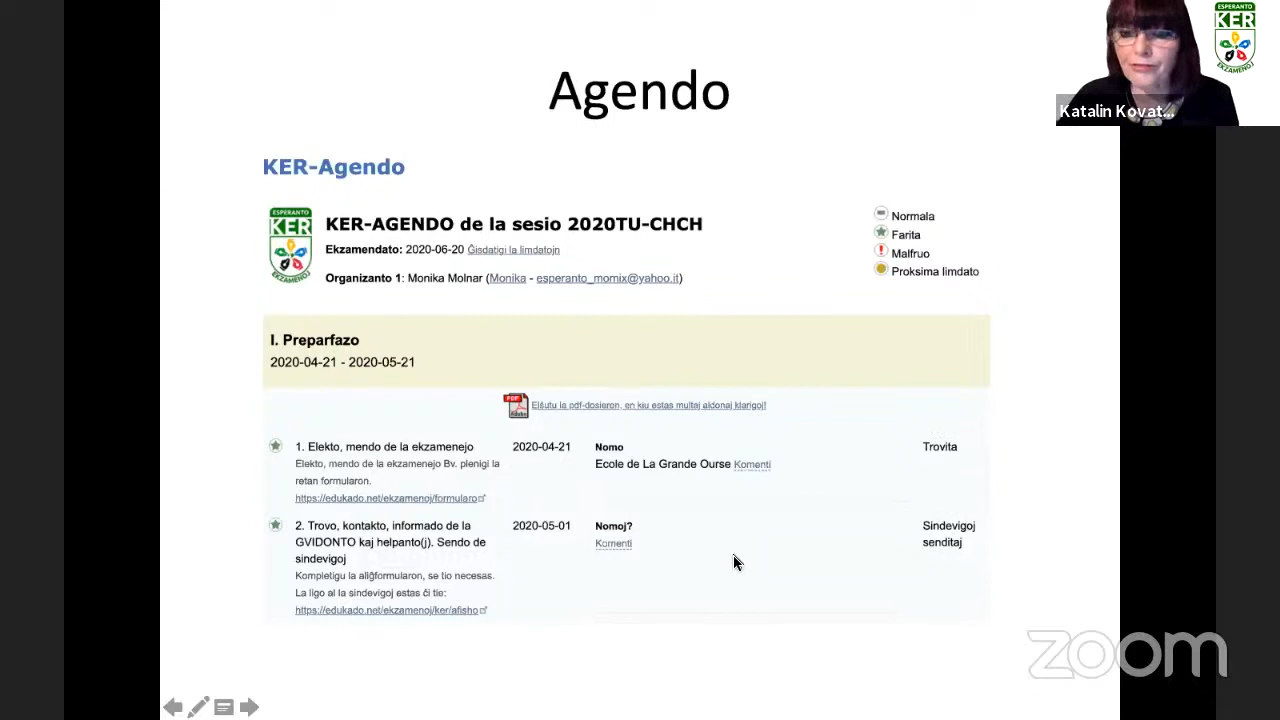 Agendo
ESPERANTO
KER
EKZAMENOJ
Katalin Kovat...
KER-Agendo
ESPERANTO
KER
EKZAMENOJ
KER-AGENDO de la sesio 2020TU-CHCH
Ekzamendato: 2020-06-20 Ĝisdatigi la limdatojn
Organizanto 1: Monika Molnar (Monika - esperanto_momix@yahoo.it)
Normala
Farita
Malfruo
Proksima limdato
I. Preparfazo
2020-04-21 - 2020-05-21
PDF
Adobe
Elŝutu la pdf-dosieron, en kiu estas multaj aldonaj klarigoj!
1. Elekto, mendo de la ekzamenejo
Elekto, mendo de la ekzamenejo Bv. plenigi la
retan formularon.
https://edukado.net/ekzamenoj/formularo
2020-04-21
Nomo
Ecole de La Grande Ourse Komenti
Trovita
2. Trovo, kontakto, informado de la
GVIDONTO kaj helpanto(j). Sendo de
sindevigoj
Kompletigu la aliĝformularon, se tio necesas.
La ligo al la sindevigoj estas ĉi tie:
https://edukado.net/ekzamenoj/ker/afisho
2020-05-01
Nomoj?
Komenti
Sindevigoj
senditaj
zoom